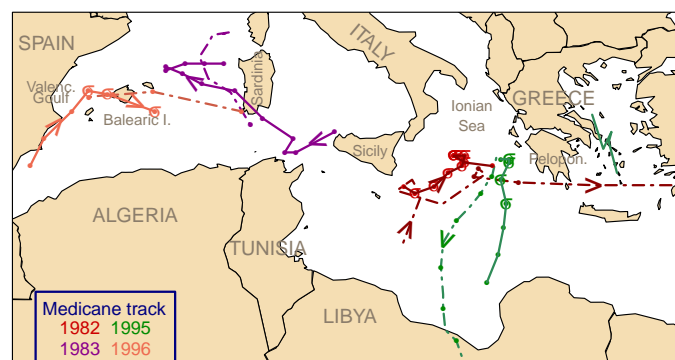 SPAIN
ITALY
Valenc.
Goulf
Sardinia
Balearic I.
Ionian
Sea
GREECE
Sicily
Pelopon.
ALGERIA
TUNISIA
LIBYA
Medicane track
1982 1995
1983 1996